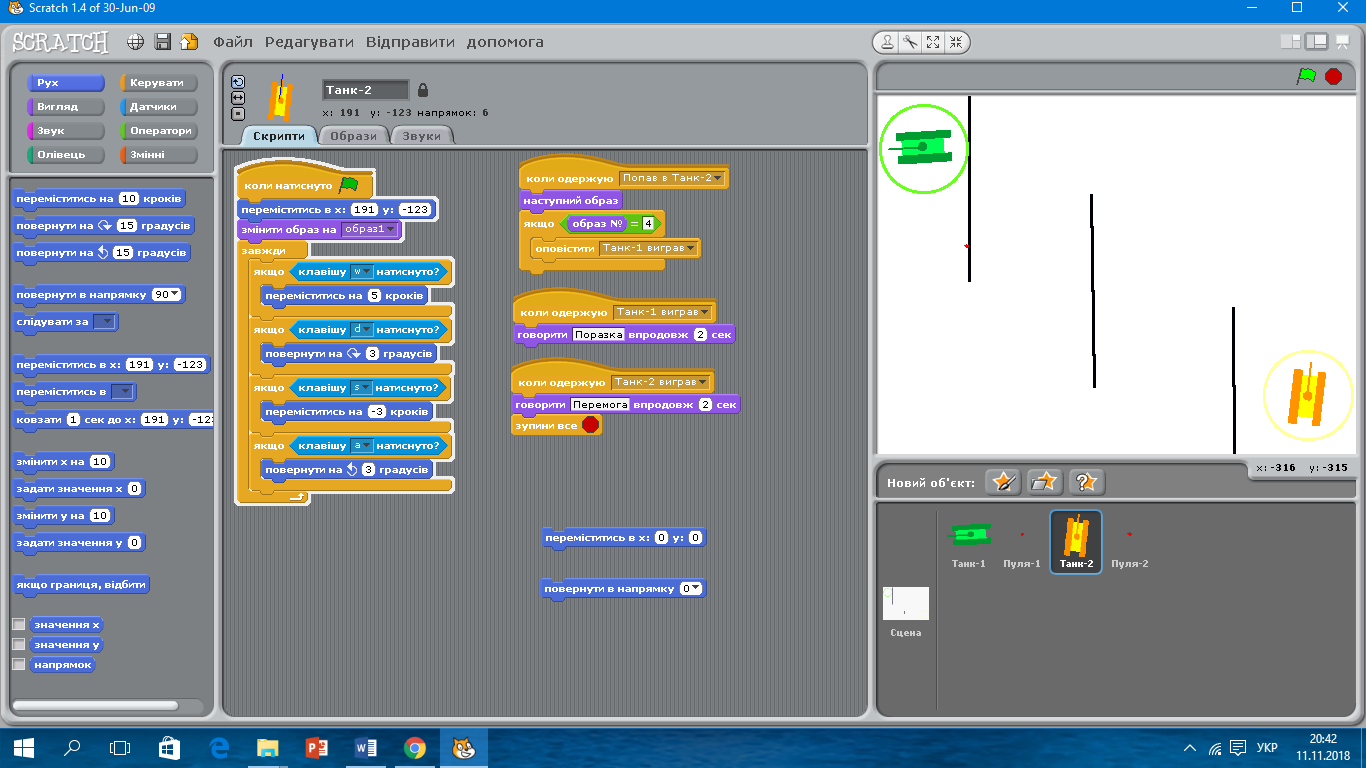 Scratch 1.4 of 30-Jun-09
SCRATCH Файл Редагувати Відправити допомога
Рух Керувати
Вигляд Датчики
Звук Оператори
Олівець Змінні
переміститись на 10 кроків
повернути на 15 градусів
повернути на 15 градусів
повернути в напрямку 90
слідувати за
переміститись в x: 191 y: -123
переміститись в
ковзати 1 сек до x: 191 y: -12
змінити x на 10
задати значення x 0
змінити у на 10
задати значення у 0
якщо границя, відбити
значення x
значення у
напрямок
Танк-2
x: 191 y: -123 напрямок: 6
Скрипти Образи Звуки
коли натиснуто
переміститись в x: 191 y: -123
змінити образ на образ1
завжди
якщо клавішу w натиснуто?
переміститись на 5 кроків
якщо клавішу d натиснуто?
повернути на 3 градусів
якщо клавішу s натиснуто?
переміститись на -3 кроків
якщо клавішу a натиснуто?
повернути на 3 градусів
коли одержую Попав в Танк-2
наступний образ
якщо образ № = 4
оповістити Танк-1 виграв
коли одержую Танк-1 виграв
говорити Поразка впродовж 2 сек
коли одержую Танк-2 виграв
говорити Перемога впродовж 2 сек
зупини все
переміститись в x: 0 y: 0
повернути в напрямку 0
x: -316 y: -315
Новий об'єкт:
Танк-1 Пуля-1 Танк-2 Пуля-2
Сцена
УКР
20:42
11.11.2018